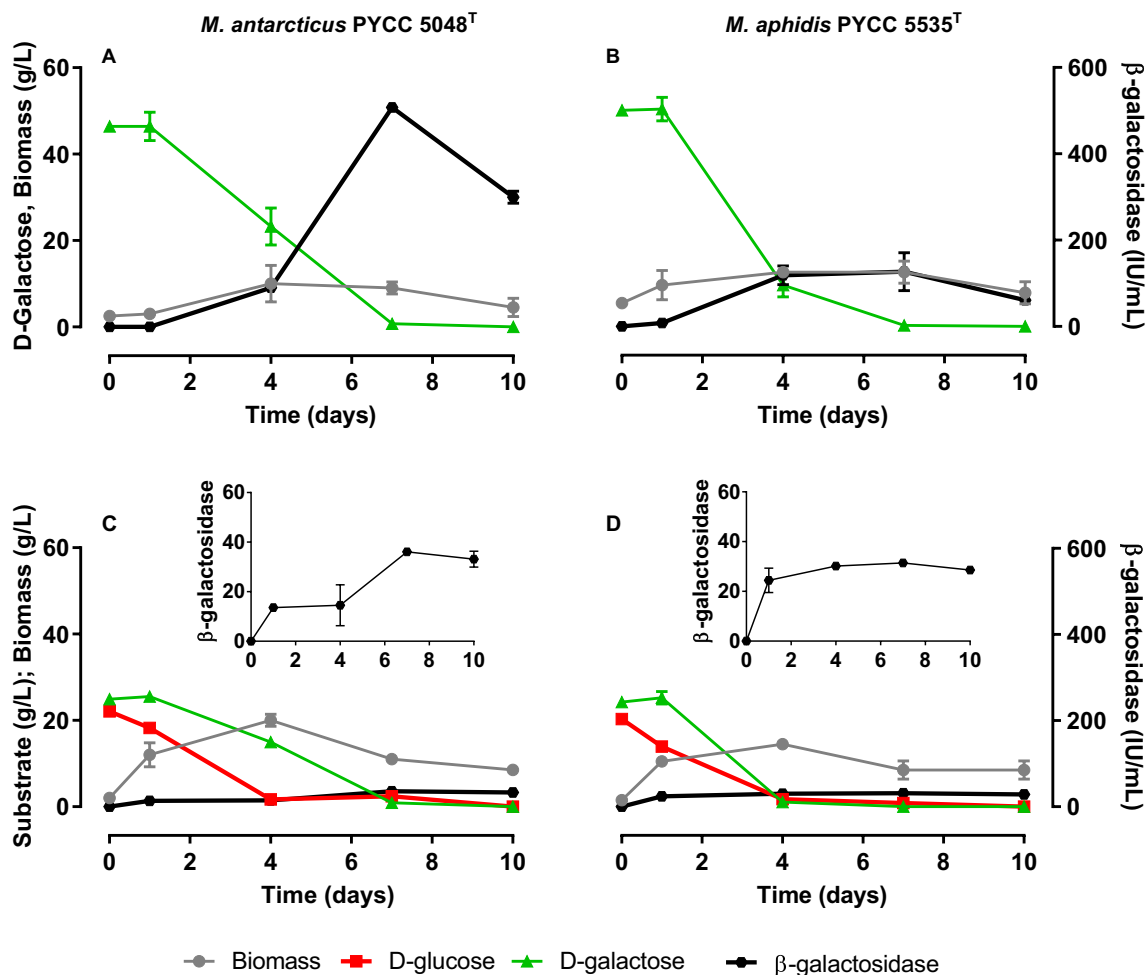 M. antarcticus PYCC 5048ᵀ
M. aphidis PYCC 5535ᵀ
A
D-Galactose, Biomass (g/L)
60
40
20
0
0 2 4 6 8 10
Time (days)
B
600
400
200
0
β-galactosidase (IU/mL)
0 2 4 6 8 10
Time (days)
C
Substrate (g/L); Biomass (g/L)
60
40
20
0
0 2 4 6 8 10
Time (days)
β-galactosidase
60
40
20
0
0 2 4 6 8 10
D
600
400
200
0
β-galactosidase (IU/mL)
0 2 4 6 8 10
Time (days)
β-galactosidase
60
40
20
0
0 2 4 6 8 10
Biomass D-glucose D-galactose β-galactosidase